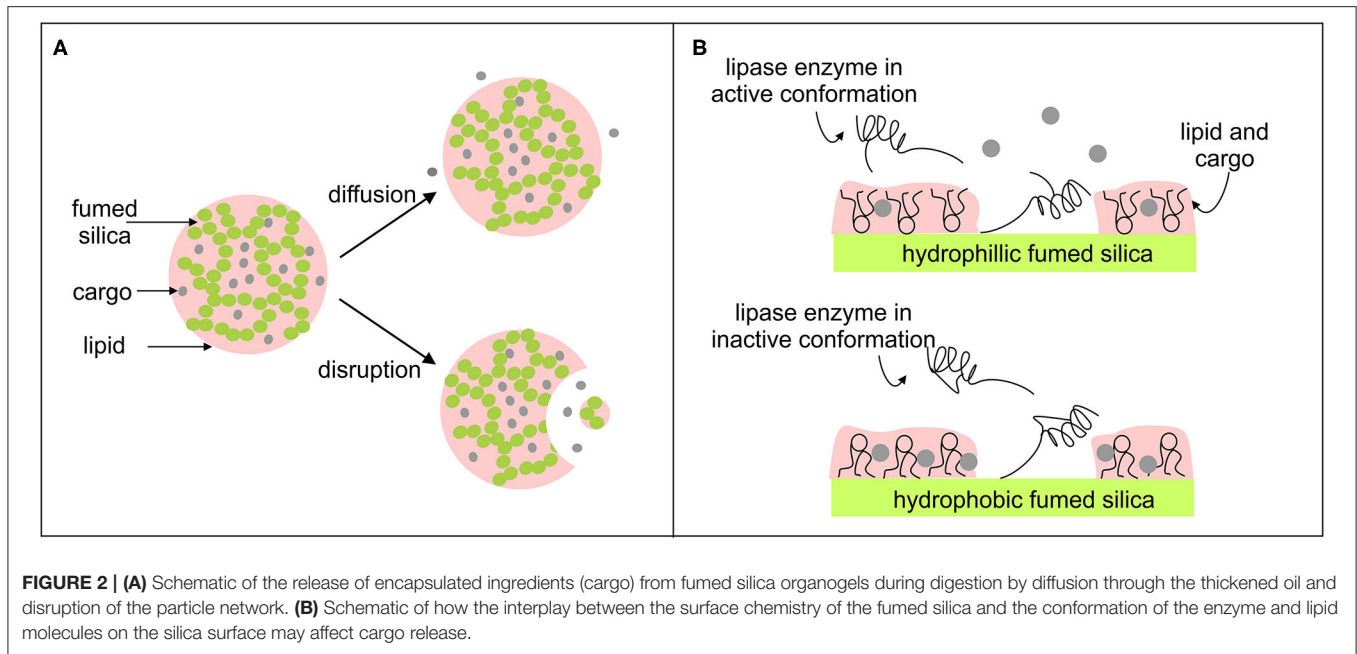 A
fumed
silica
cargo
lipid
diffusion
disruption
B
lipase enzyme in
active conformation
lipid and
cargo
hydrophillic fumed silica
lipase enzyme in
inactive conformation
hydrophobic fumed silica
FIGURE 2 | (A) Schematic of the release of encapsulated ingredients (cargo) from fumed silica organogels during digestion by diffusion through the thickened oil and
disruption of the particle network. (B) Schematic of how the interplay between the surface chemistry of the fumed silica and the conformation of the enzyme and lipid
molecules on the silica surface may affect cargo release.